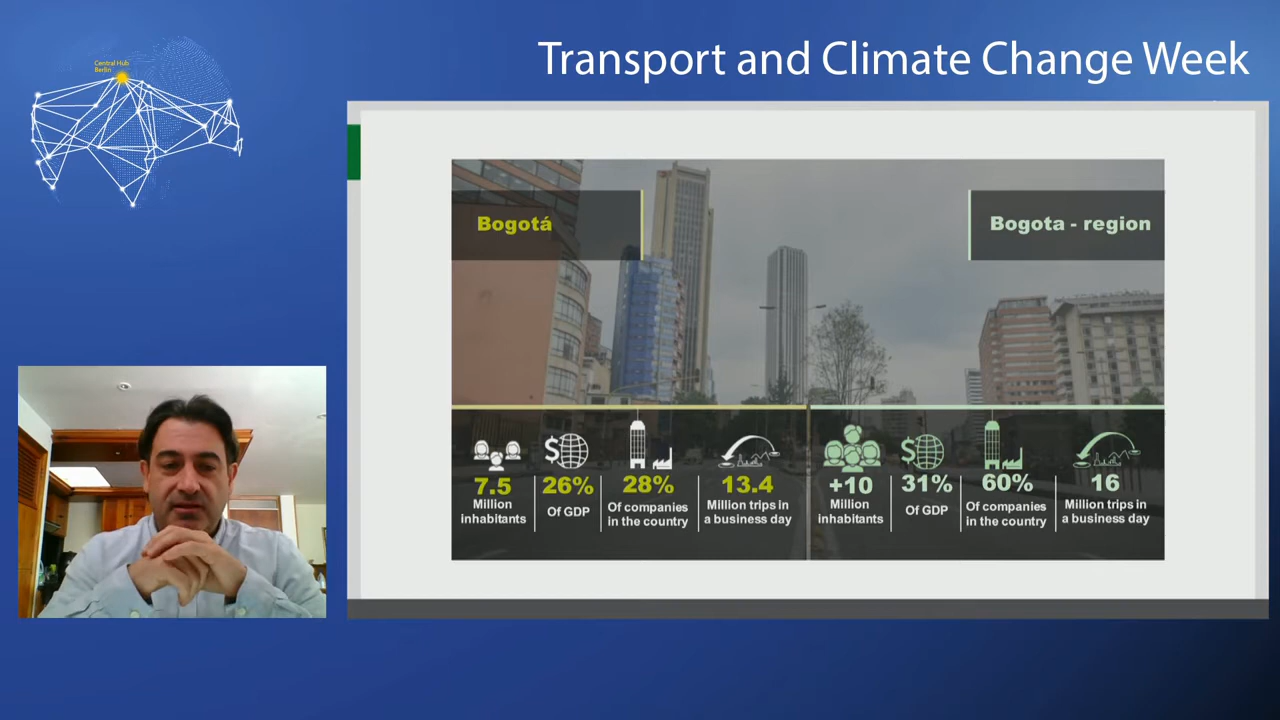 Central Hub
Berlin
Transport and Climate Change Week
Bogotá
Bogota - region
7.5
Million
inhabitants
26%
Of GDP
28%
Of companies
in the country
13.4
Million trips in
a business day
+10
Million
inhabitants
31%
Of GDP
60%
Of companies
in the country
16
Million trips in
a business day